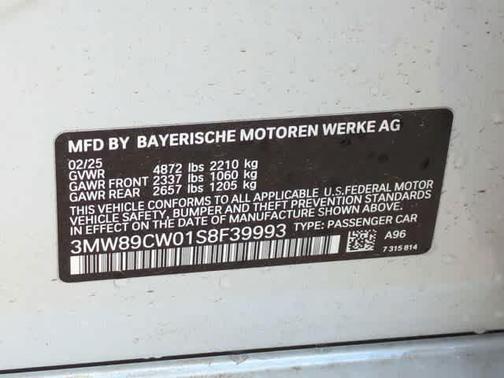 MFD BY BAYERISCHE MOTOREN WERKE AG
02/25
GVWR 4872 lbs 2210 kg
GAWR FRONT 2337 lbs 1060 kg
GAWR REAR 2657 lbs 1205 kg
THIS VEHICLE CONFORMS TO ALL APPLICABLE U.S.FEDERAL MOTOR
VEHICLE SAFETY, BUMPER, AND THEFT PREVENTION STANDARDS
IN EFFECT ON THE DATE OF MANUFACTURE SHOWN ABOVE.
3MW89CW01S8F39993 TYPE: PASSENGER CAR
A96
7 315 814